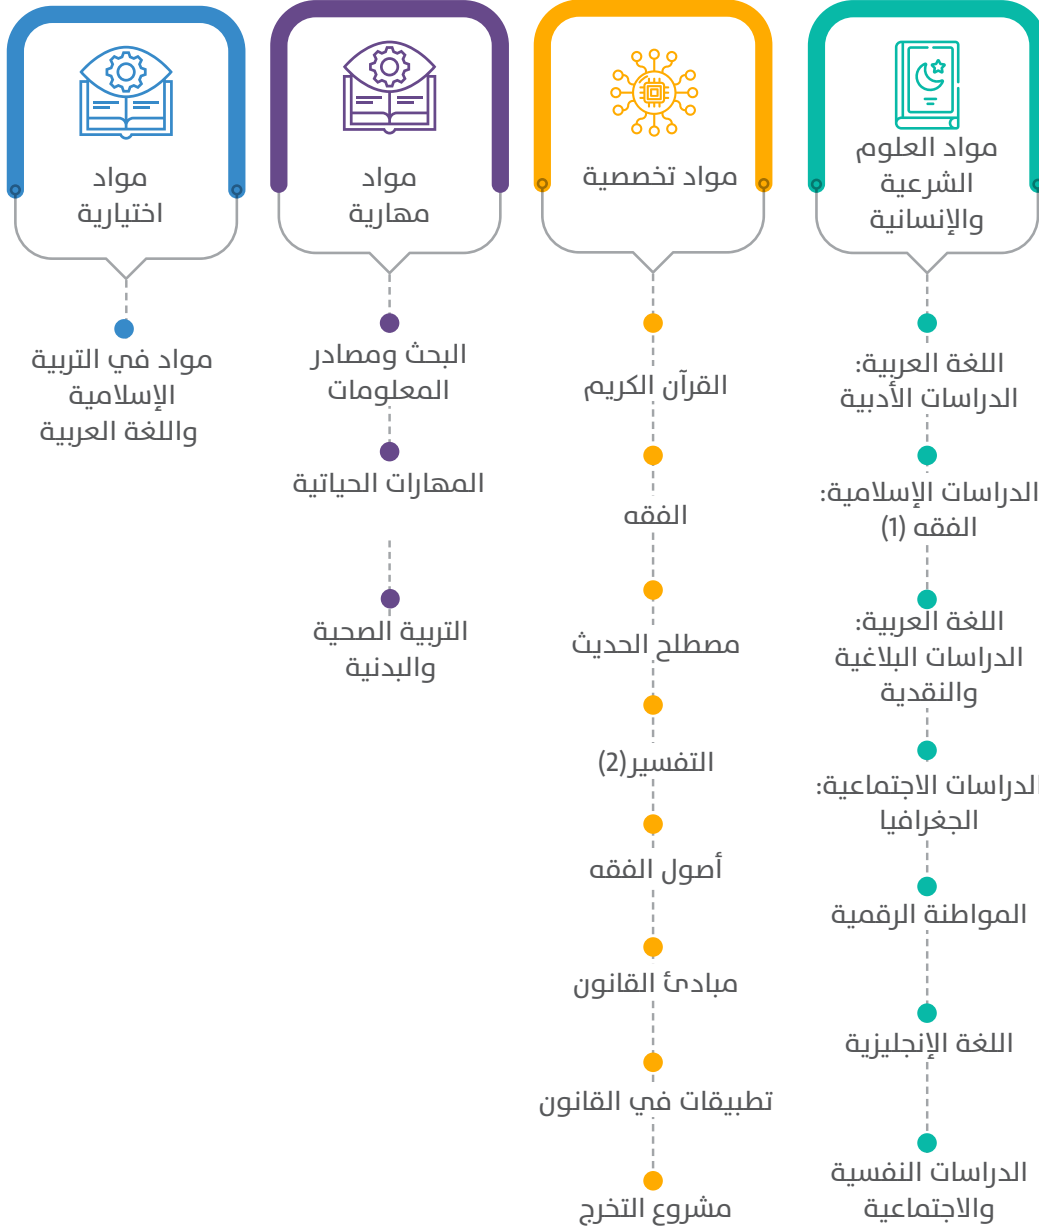 مواد العلوم
الشرعية
والإنسانية
اللغة العربية:
الدراسات الأدبية
الدراسات الإسلامية:
الفقه (1)
اللغة العربية:
الدراسات البلاغية
والنقدية
الدراسات الاجتماعية:
الجغرافيا
المواطنة الرقمية
اللغة الإنجليزية
الدراسات النفسية
والاجتماعية
مواد تخصصية
القرآن الكريم
الفقه
مصطلح الحديث
التفسير(2)
أصول الفقه
مبادئ القانون
تطبيقات في القانون
مشروع التخرج
مواد
مهارية
البحث ومصادر
المعلومات
المهارات الحياتية
التربية الصحية
والبدنية
مواد
اختيارية
مواد في التربية
الإسلامية
واللغة العربية